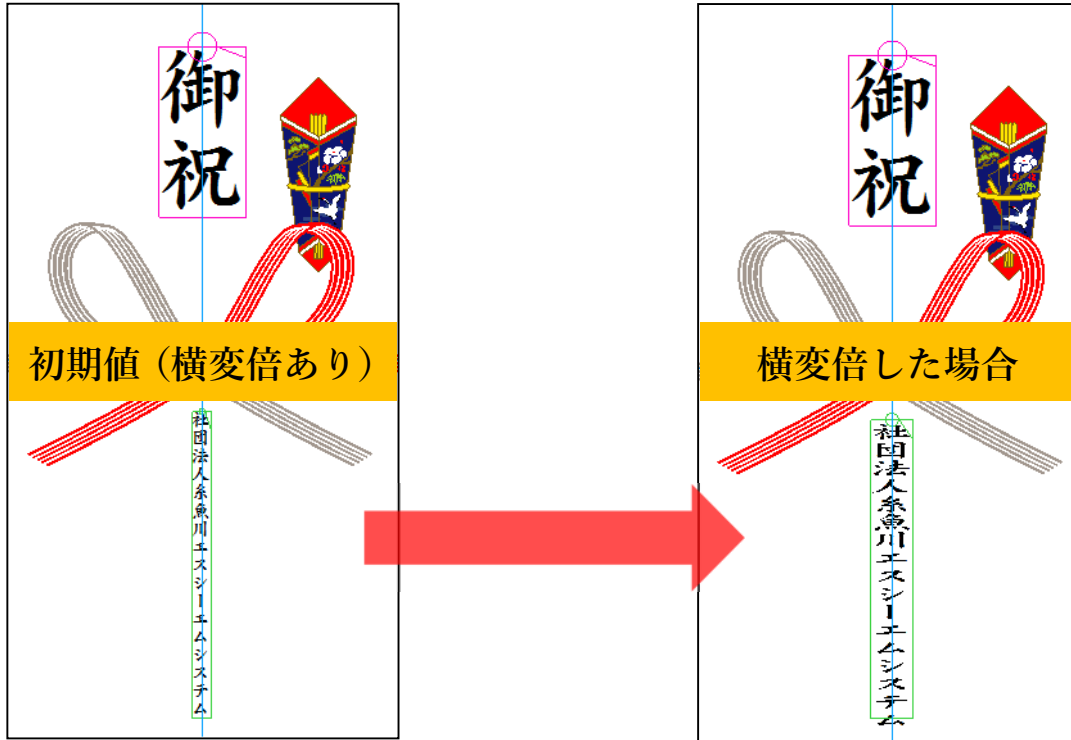 御祝
初期値（横変倍あり）
社団法人糸魚川エスシーエムシステム
御祝
横変倍した場合
社団法人糸魚川エスシーエムシステム